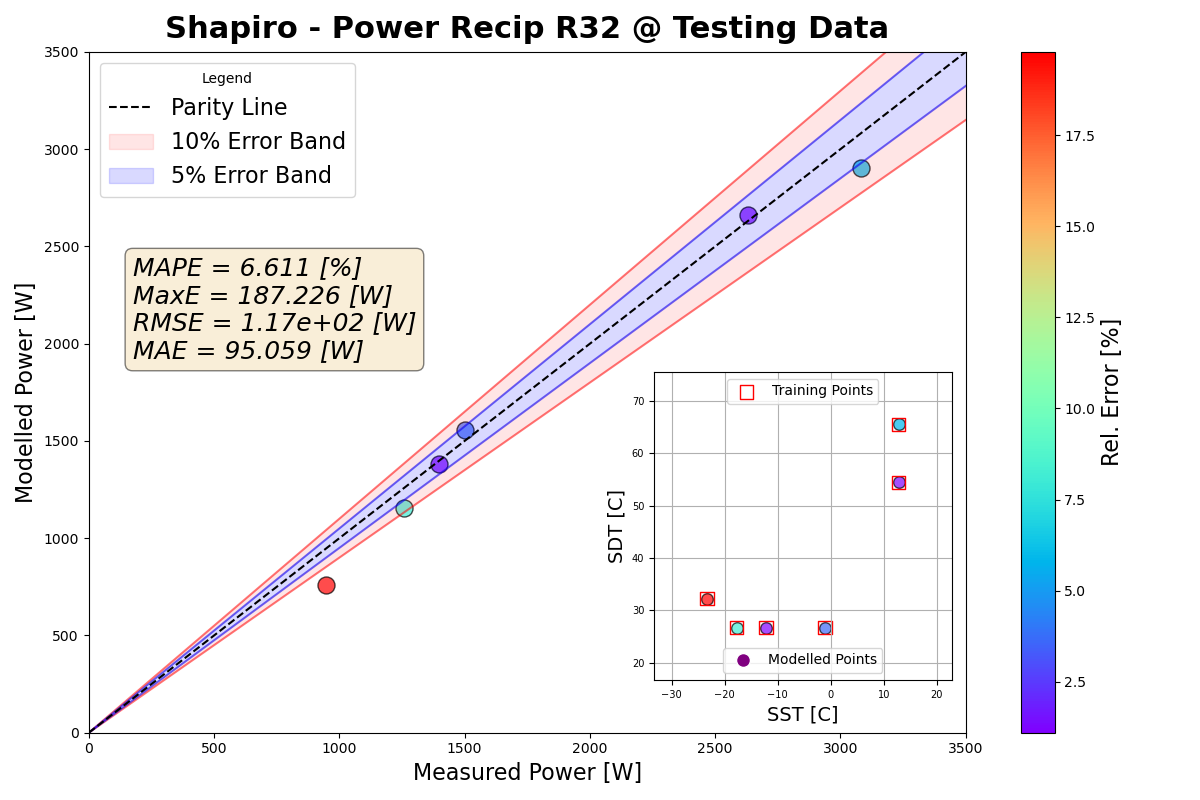 Shapiro - Power Recip R32 @ Testing Data
Legend
Parity Line
10% Error Band
5% Error Band
MAPE = 6.611 [%]
MaxE = 187.226 [W]
RMSE = 1.17e+02 [W]
MAE = 95.059 [W]
Modelled Power [W]
3500
3000
2500
2000
1500
1000
500
0
0
500
1000
1500
2000
2500
3000
3500
Measured Power [W]
Training Points
SDT [C]
70
60
50
40
30
20
Modelled Points
−30
−20
−10
0
10
20
SST [C]
17.5
15.0
12.5
10.0
7.5
5.0
2.5
Rel. Error [%]